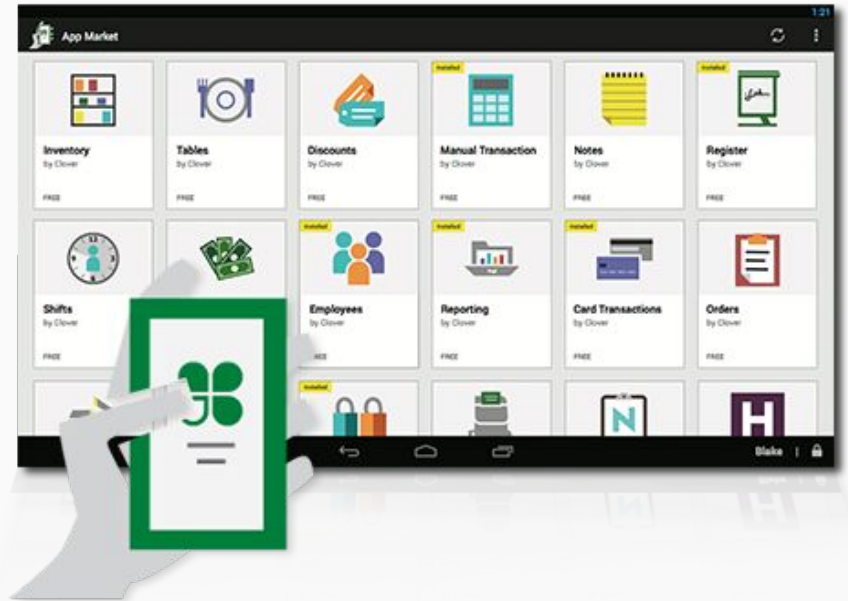 1:21
App Market
Inventory
by Clover
FREE
Tables
by Clover
FREE
Discounts
by Clover
FREE
Installed
Manual Transaction
by Clover
FREE
Notes
by Clover
FREE
Installed
Register
by Clover
FREE
Shifts
by Clover
FREE
Installed
Employees
by Clover
FREE
Installed
Reporting
by Clover
FREE
Installed
Card Transactions
by Clover
FREE
Orders
by Clover
FREE
Installed
N
H
Blake |